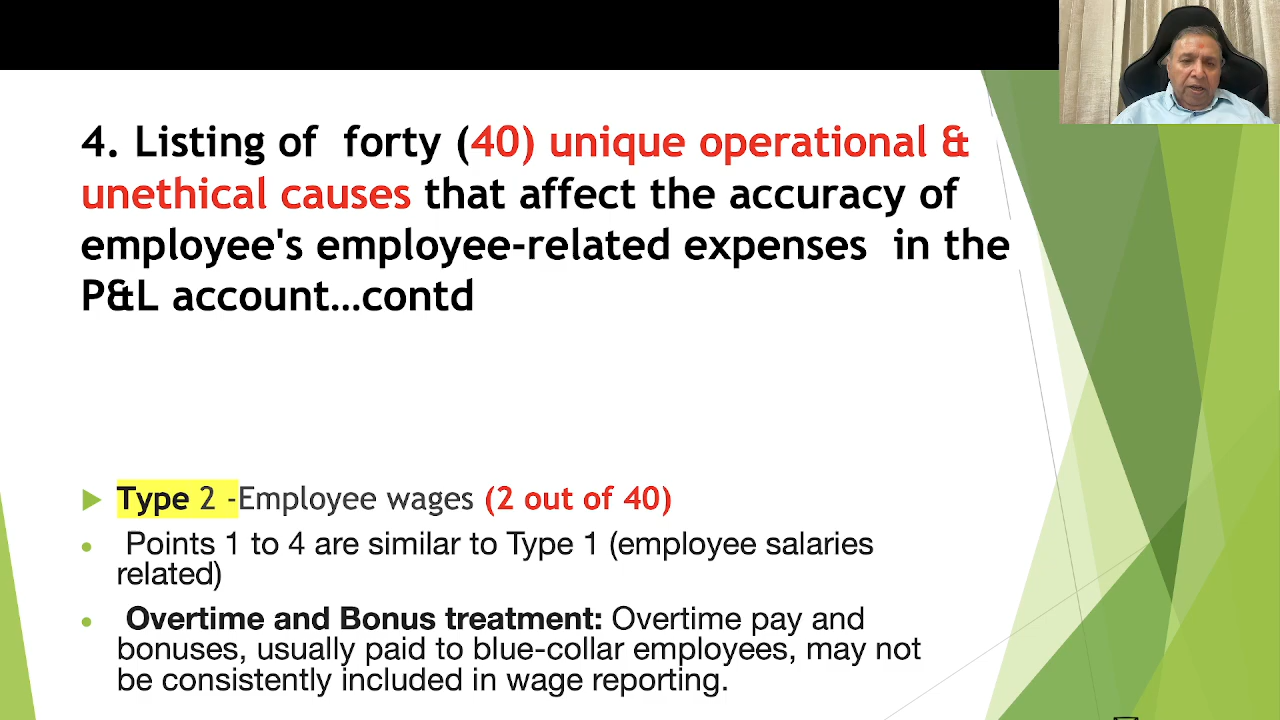 4. Listing of forty (40) unique operational &
unethical causes that affect the accuracy of
employee's employee-related expenses in the
P&L account...contd
Type 2 -Employee wages (2 out of 40)
Points 1 to 4 are similar to Type 1 (employee salaries
related)
Overtime and Bonus treatment: Overtime pay and
bonuses, usually paid to blue-collar employees, may not
be consistently included in wage reporting.